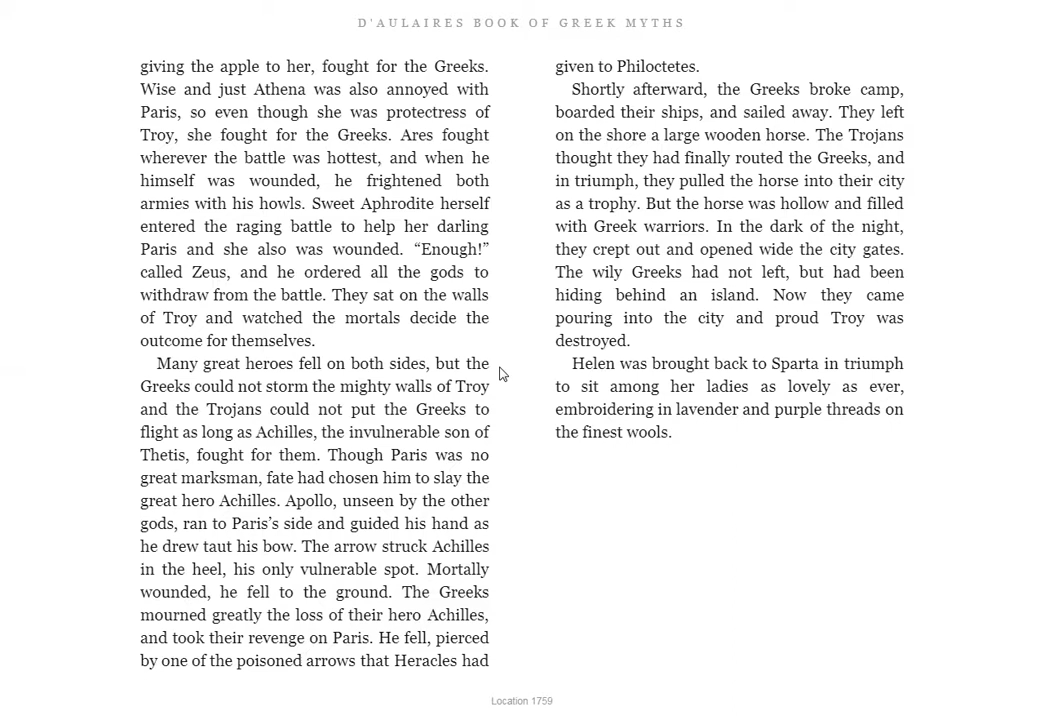 D'AULAIRES BOOK OF GREEK MYTHS
giving the apple to her, fought for the Greeks.
Wise and just Athena was also annoyed with
Paris, so even though she was protectress of
Troy, she fought for the Greeks. Ares fought
wherever the battle was hottest, and when he
himself was wounded, he frightened both
armies with his howls. Sweet Aphrodite herself
entered the raging battle to help her darling
Paris and she also was wounded. “Enough!”
called Zeus, and he ordered all the gods to
withdraw from the battle. They sat on the walls
of Troy and watched the mortals decide the
outcome for themselves.
Many great heroes fell on both sides, but the
Greeks could not storm the mighty walls of Troy
and the Trojans could not put the Greeks to
flight as long as Achilles, the invulnerable son of
Thetis, fought for them. Though Paris was no
great marksman, fate had chosen him to slay the
great hero Achilles. Apollo, unseen by the other
gods, ran to Paris’s side and guided his hand as
he drew taut his bow. The arrow struck Achilles
in the heel, his only vulnerable spot. Mortally
wounded, he fell to the ground. The Greeks
mourned greatly the loss of their hero Achilles,
and took their revenge on Paris. He fell, pierced
by one of the poisoned arrows that Heracles had
given to Philoctetes.
Shortly afterward, the Greeks broke camp,
boarded their ships, and sailed away. They left
on the shore a large wooden horse. The Trojans
thought they had finally routed the Greeks, and
in triumph, they pulled the horse into their city
as a trophy. But the horse was hollow and filled
with Greek warriors. In the dark of the night,
they crept out and opened wide the city gates.
The wily Greeks had not left, but had been
hiding behind an island. Now they came
pouring into the city and proud Troy was
destroyed.
Helen was brought back to Sparta in triumph
to sit among her ladies as lovely as ever,
embroidering in lavender and purple threads on
the finest wools.
Location 1759